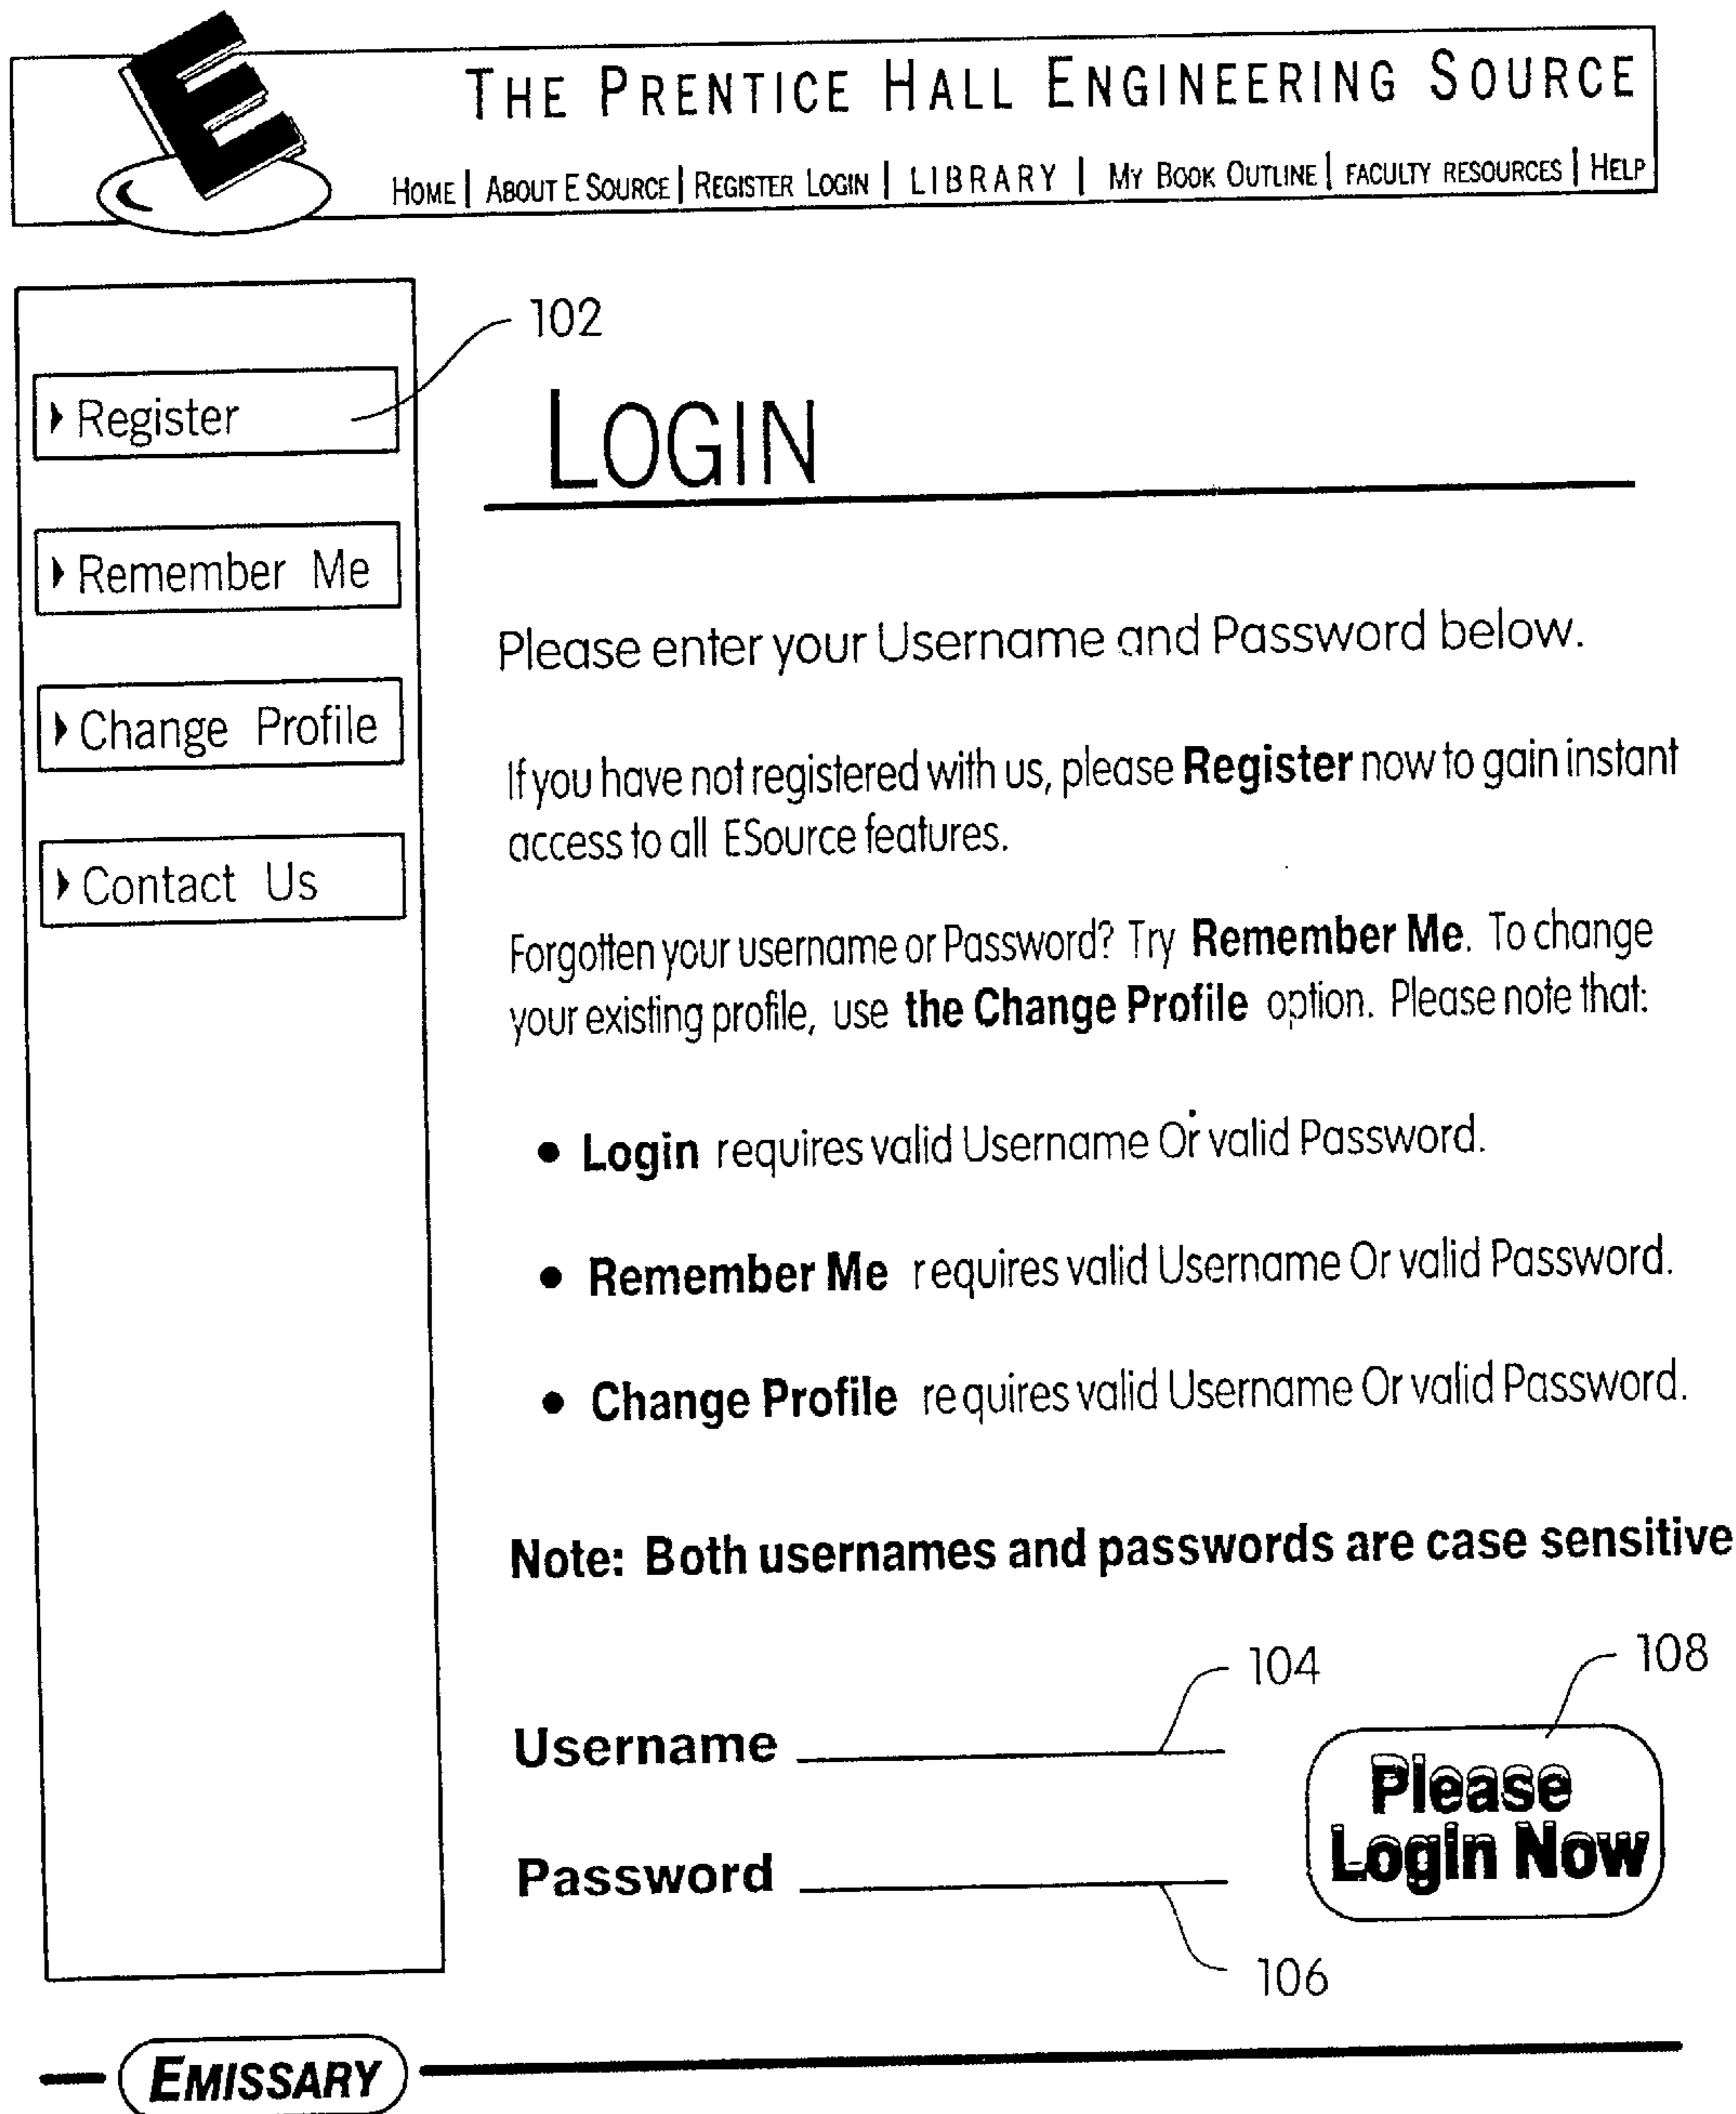 E
THE PRENTICE HALL ENGINEERING SOURCE
HOME | ABOUT E SOURCE | REGISTER LOGIN | LIBRARY | MY BOOK OUTLINE | FACULTY RESOURCES | HELP
102
Register
Remember Me
Change Profile
Contact Us
LOGIN
Please enter your Username and Password below.
If you have not registered with us, please Register now to gain instant
access to all ESource features.
Forgotten your username or Password? Try Remember Me. To change
your existing profile, use the Change Profile option. Please note that:
• Login requires valid Username Or valid Password.
• Remember Me requires valid Username Or valid Password.
• Change Profile requires valid Username Or valid Password.
Note: Both usernames and passwords are case sensitive
104
108
Username
Password
Please
Login Now
106
EMISSARY